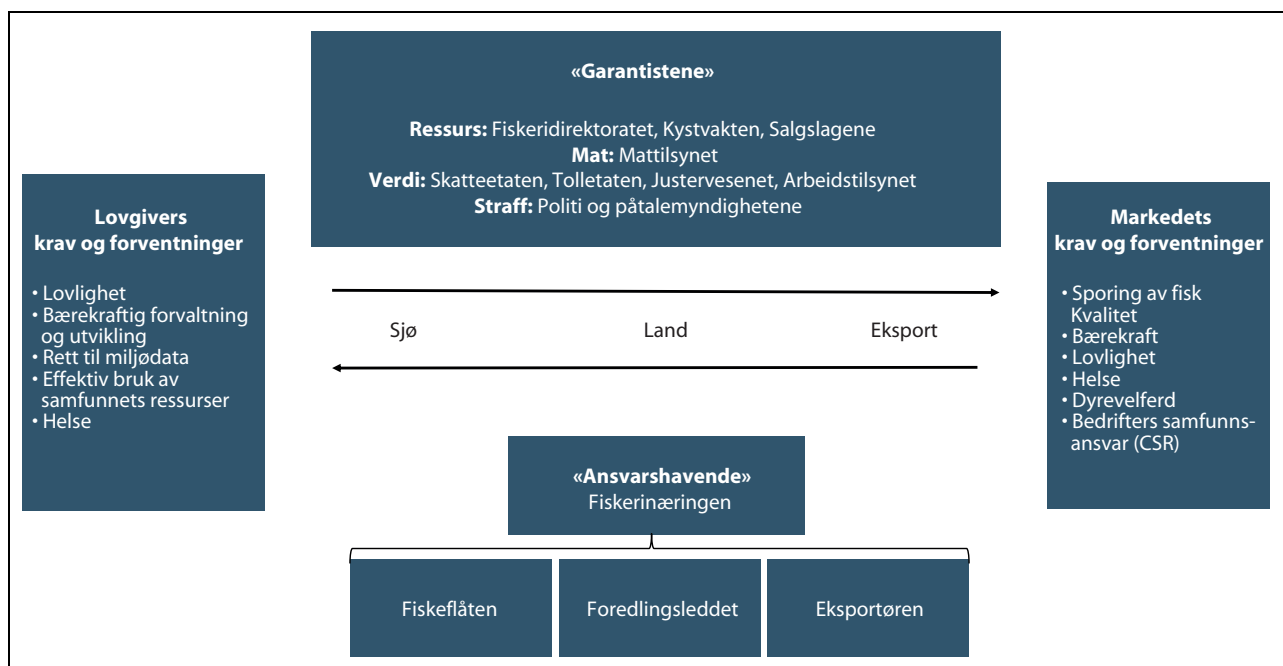 «Garantistene»
Ressurs: Fiskeridirektoratet, Kystvakten, Salgslagene
Mat: Mattilsynet
Verdi: Skatteetaten, Tolletaten, Justervesenet, Arbeidstilsynet
Straff: Politi og påtalemyndighetene
Lovgivers
krav og forventninger
• Lovlighet
• Bærekraftig forvaltning
og utvikling
• Rett til miljødata
• Effektiv bruk av
samfunnets ressurser
• Helse
Sjø Land Eksport
Markedets
krav og forventninger
• Sporing av fisk
Kvalitet
• Bærekraft
• Lovlighet
• Helse
• Dyrevelferd
• Bedrifters samfunns-
ansvar (CSR)
«Ansvarshavende»
Fiskerinæringen
Fiskeflåten Foredlingsleddet Eksportøren